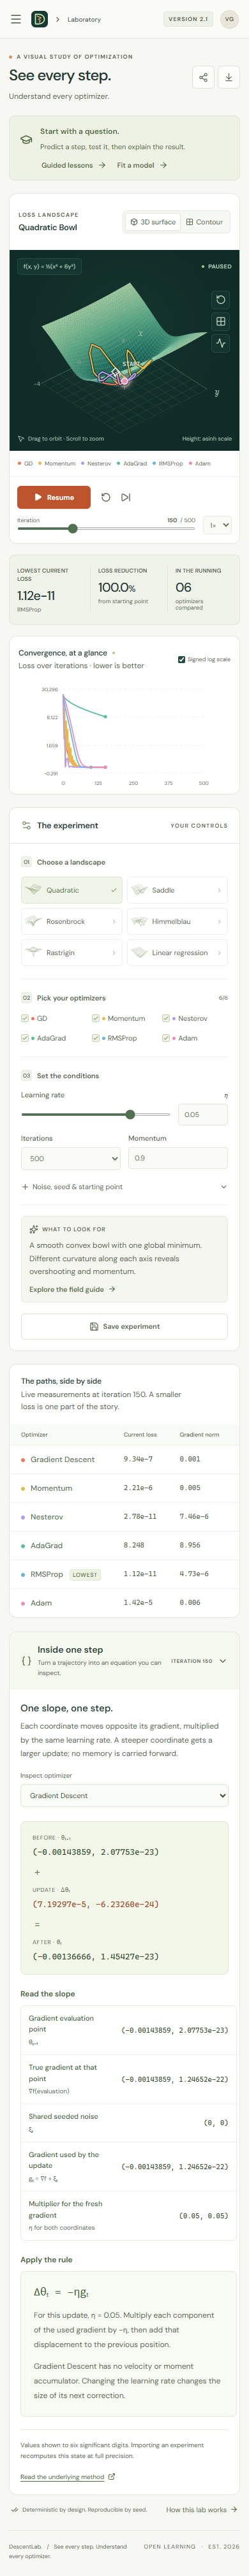 Laboratory
VERSION 2.1
VG
A VISUAL STUDY OF OPTIMIZATION
See every step.
Understand every optimizer.
Start with a question.
Predict a step, test it, then explain the result.
Guided lessons → Fit a model →
LOSS LANDSCAPE
Quadratic Bowl
3D surface
Contour
f(x, y) = ½(x² + 6y²)
PAUSED
START
-4
y
Drag to orbit · Scroll to zoom
Height: asinh scale
GD Momentum Nesterov AdaGrad RMSProp Adam
Resume
Iteration
150 / 500
1×
LOWEST CURRENT LOSS
1.12e-11
RMSProp
LOSS REDUCTION
100.0%
from starting point
IN THE RUNNING
06
optimizers compared
Convergence, at a glance
Loss over iterations · lower is better
Signed log scale
30.296
8.122
1.659
-0.291
0 125 250 375 500
The experiment
YOUR CONTROLS
01 Choose a landscape
Quadratic
Saddle
Rosenbrock
Himmelblau
Rastrigin
Linear regression
02 Pick your optimizers
6/6
GD
Momentum
Nesterov
AdaGrad
RMSProp
Adam
03 Set the conditions
Learning rate
η
0.05
Iterations
Momentum
500
0.9
Noise, seed & starting point
WHAT TO LOOK FOR
A smooth convex bowl with one global minimum.
Different curvature along each axis reveals
overshooting and momentum.
Explore the field guide →
Save experiment
The paths, side by side
Live measurements at iteration 150. A smaller
loss is one part of the story.
Optimizer Current loss Gradient norm
Gradient Descent 9.34e-7 0.001
Momentum 2.21e-6 0.005
Nesterov 2.78e-11 7.46e-6
AdaGrad 8.248 8.956
RMSProp LOWEST 1.12e-11 4.73e-6
Adam 1.42e-5 0.006
{ } Inside one step
Turn a trajectory into an equation you can
inspect.
ITERATION 150
One slope, one step.
Each coordinate moves opposite its gradient, multiplied
by the same learning rate. A steeper coordinate gets a
larger update; no memory is carried forward.
Inspect optimizer
Gradient Descent
BEFORE · θₜ₋₁
(-0.00143859, 2.07753e-23)
+
UPDATE · Δθₜ
(7.19297e-5, -6.23260e-24)
=
AFTER · θₜ
(-0.00136666, 1.45427e-23)
Read the slope
Gradient evaluation
point
θₜ₋₁
(-0.00143859, 2.07753e-23)
True gradient at that
point
∇f(evaluation)
(-0.00143859, 1.24652e-22)
Shared seeded noise
ξₜ
(0, 0)
Gradient used by the
update
gₜ = ∇f + ξₜ
(-0.00143859, 1.24652e-22)
Multiplier for the fresh
gradient
η for both coordinates
(0.05, 0.05)
Apply the rule
Δθₜ = −ηgₜ
For this update, η = 0.05. Multiply each component
of the used gradient by −η, then add that
displacement to the previous position.
Gradient Descent has no velocity or moment
accumulator. Changing the learning rate changes the
size of its next correction.
Values shown to six significant digits. Importing an experiment
recomputes this state at full precision.
Read the underlying method
Deterministic by design. Reproducible by seed.
How this lab works →
DescentLab. / See every step. Understand
every optimizer.
OPEN LEARNING · EST. 2026